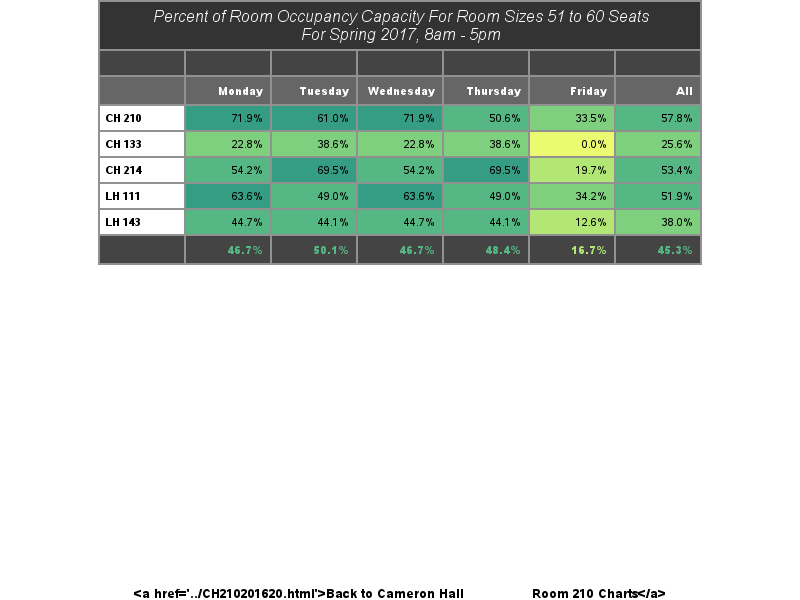 Percent of Room Occupancy Capacity For Room Sizes 51 to 60 Seats
For Spring 2017, 8am - 5pm
Monday Tuesday Wednesday Thursday Friday All
CH 210 71.9% 61.0% 71.9% 50.6% 33.5% 57.8%
CH 133 22.8% 38.6% 22.8% 38.6% 0.0% 25.6%
CH 214 54.2% 69.5% 54.2% 69.5% 19.7% 53.4%
LH 111 63.6% 49.0% 63.6% 49.0% 34.2% 51.9%
LH 143 44.7% 44.1% 44.7% 44.1% 12.6% 38.0%
46.7% 50.1% 46.7% 48.4% 16.7% 45.3%
<a href='../CH210201620.html'>Back to Cameron Hall Room 210 Charts</a>